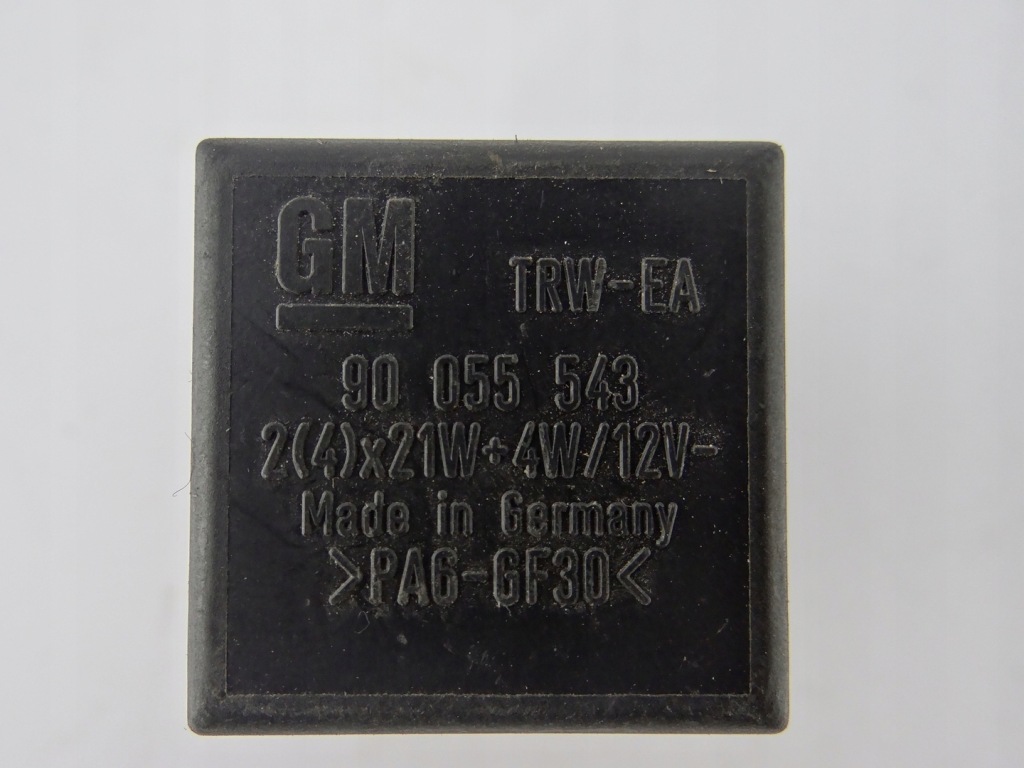 GM
TRW-EA
90 055 543
2(4)x21W+4W/12V-
Made in Germany
>PA6-GF30<